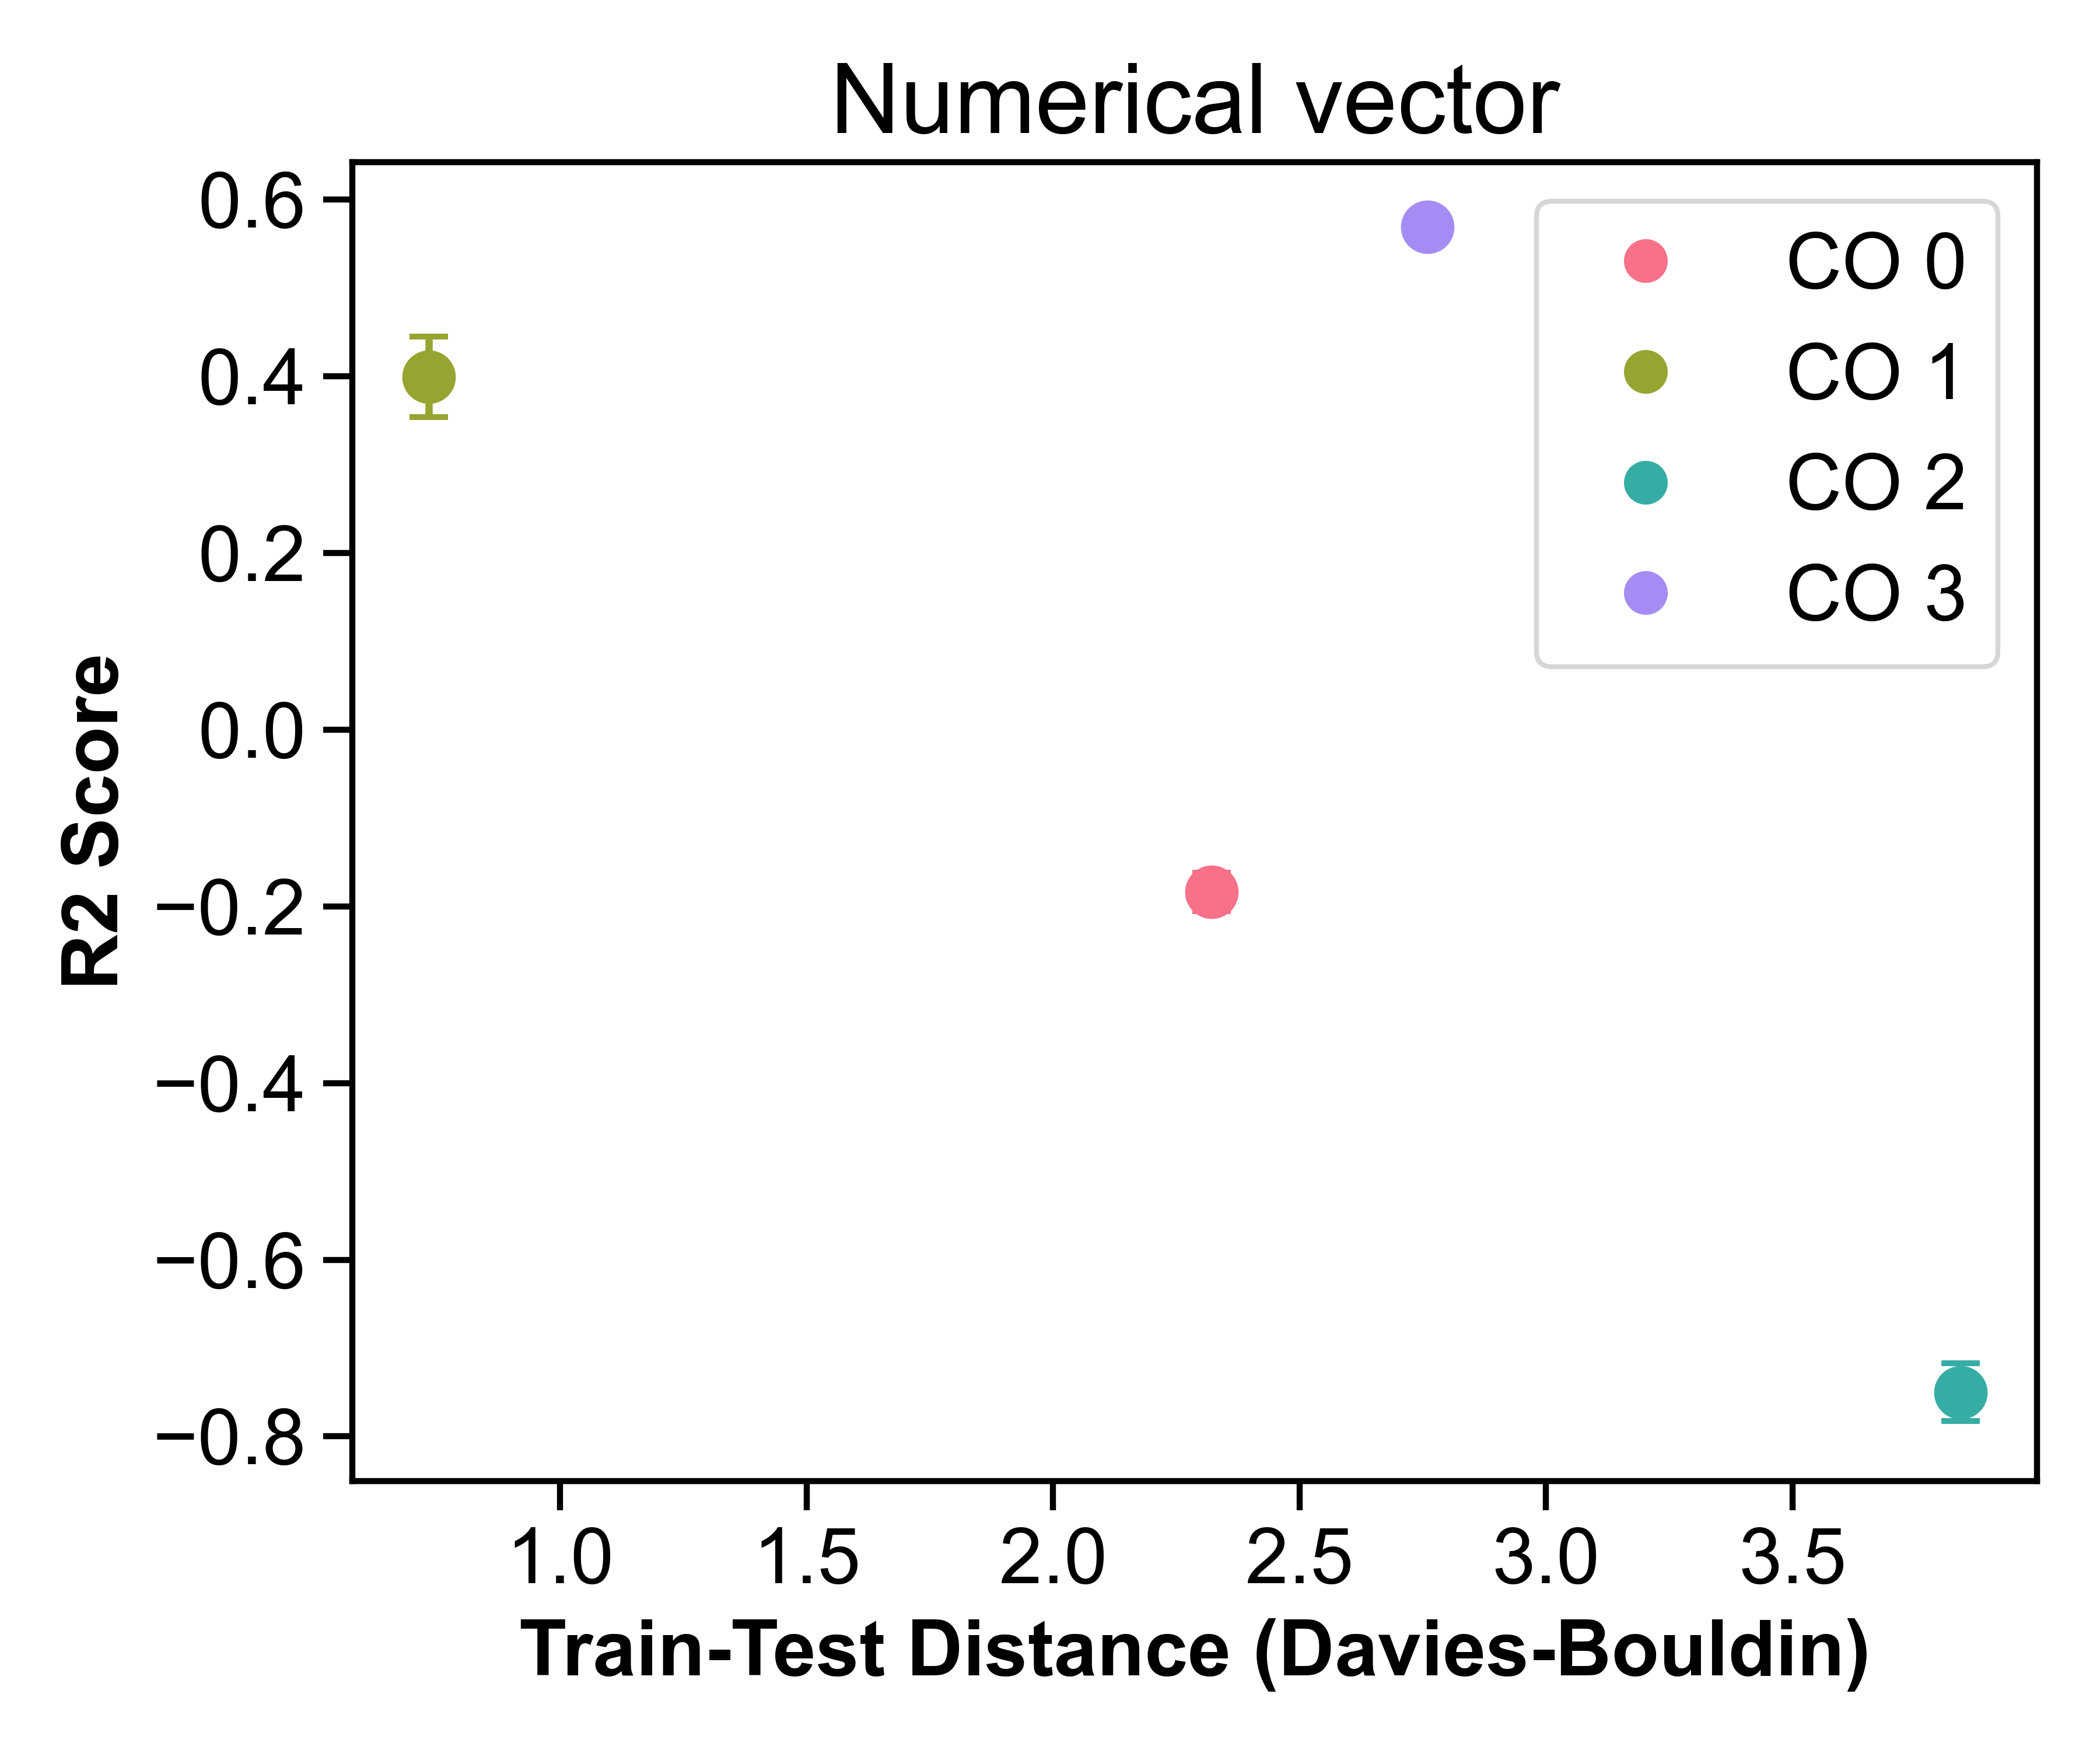 Numerical vector
0.6
0.4
0.2
0.0
−0.2
−0.4
−0.6
−0.8
R2 Score
CO 0
CO 1
CO 2
CO 3
1.0 1.5 2.0 2.5 3.0 3.5
Train-Test Distance (Davies-Bouldin)